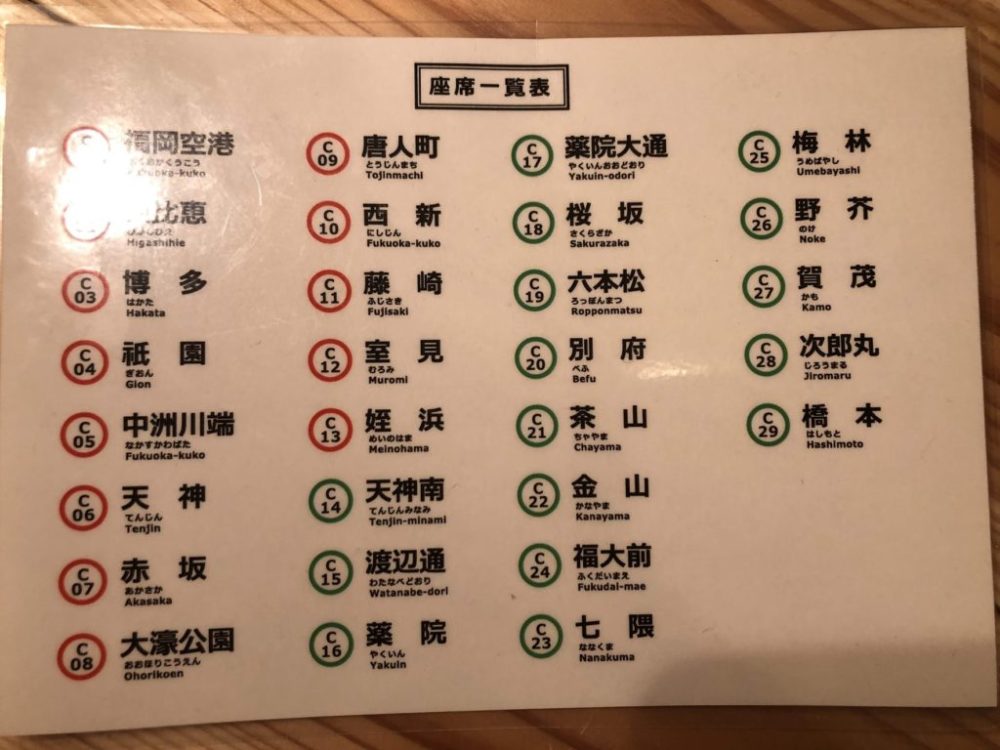 座席一覧表
福岡空港
ふくおかくうこう
比恵
Higashihie
C
03
博多
はかた
Hakata
C
04
祇園
ぎおん
Gion
C
05
中洲川端
なかすかわばた
Fukuoka-kuko
C
06
天神
てんじん
Tenjin
C
07
赤坂
あかさか
Akasaka
C
08
大濠公園
おおほりこうえん
Ohorikoen
C
09
唐人町
とうじんまち
Tojinmachi
C
10
西新
にしじん
Fukuoka-kuko
C
11
藤崎
ふじさき
Fujisaki
C
12
室見
むろみ
Muromi
C
13
姪浜
めいのはま
Meinohama
C
14
天神南
てんじんみなみ
Tenjin-minami
C
15
渡辺通
わたなべどおり
Watanabe-dori
C
16
薬院
やくいん
Yakuin
C
17
薬院大通
やくいんおおどおり
Yakuin-odori
C
18
桜坂
さくらざか
Sakurazaka
C
19
六本松
ろっぽんまつ
Ropponmatsu
C
20
別府
べふ
Befu
C
21
茶山
ちゃやま
Chayama
C
22
金山
かなやま
Kanayama
C
24
福大前
ふくだいまえ
Fukudai-mae
C
23
七隈
ななくま
Nanakuma
C
25
梅林
うめばやし
Umebayashi
C
26
野芥
のけ
Noke
C
27
賀茂
かも
Kamo
C
28
次郎丸
じろうまる
Jiromaru
C
29
橋本
はしもと
Hashimoto